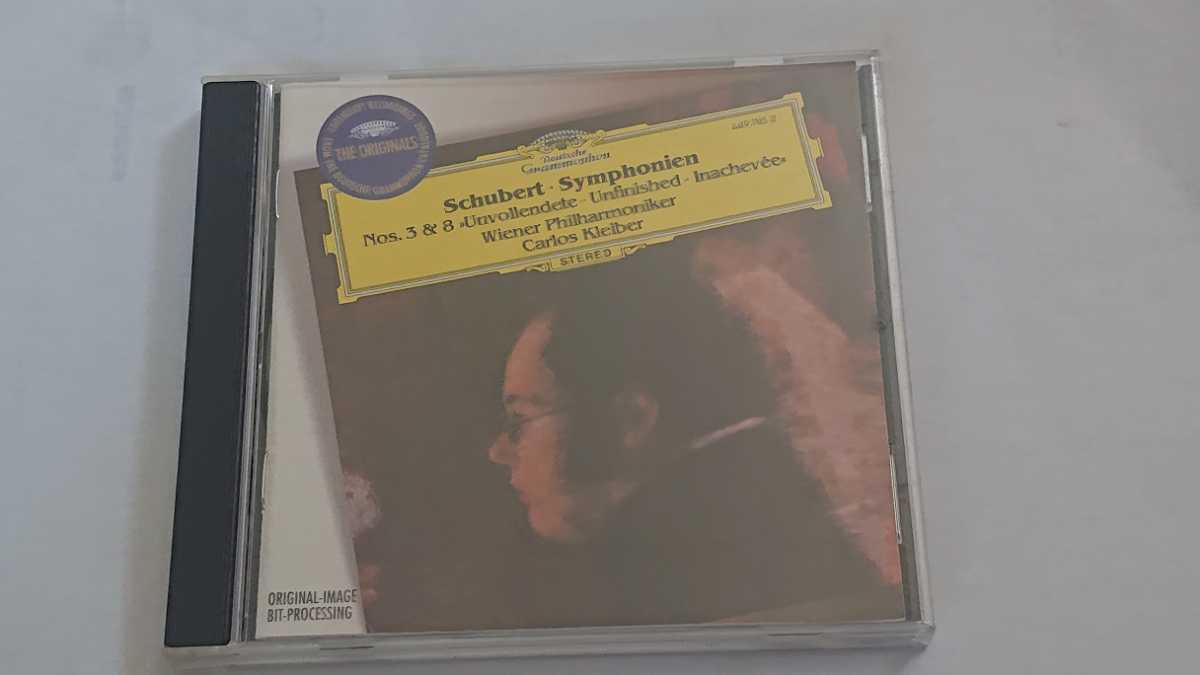 THE ORIGINALS
Deutsche
Grammophon
Schubert · Symphonien
Nos. 3 & 8 »Unvollendete · Unfinished · Inachevée«
Wiener Philharmoniker
Carlos Kleiber
STEREO
ORIGINAL-IMAGE
BIT-PROCESSING